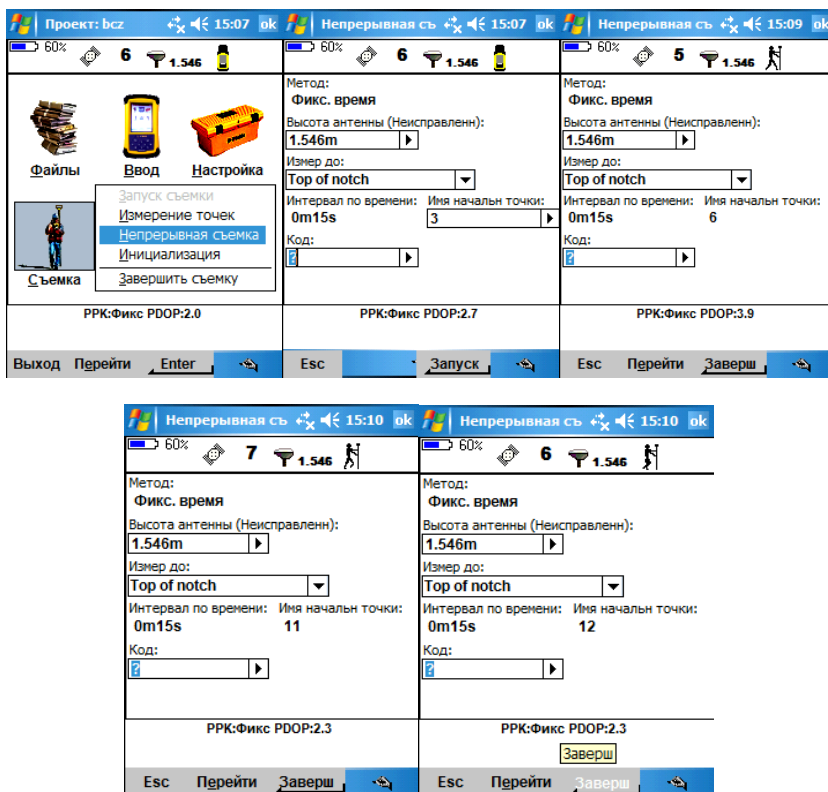 Проект: bcz 15:07 ok
60% 6 1.546
Файлы Ввод Настройка
Запуск съемки
Измерение точек
Непрерывная съемка
Инициализация
Завершить съемку
Съемка
PPK:Фикс PDOP:2.0
Выход Перейти Enter
Непрерывная съ 15:07 ok
60% 6 1.546
Метод:
Фикс. время
Высота антенны (Неисправленн):
1.546m
Измер до:
Top of notch
Интервал по времени: Имя начальн точки:
0m15s 3
Код:
?
PPK:Фикс PDOP:2.7
Esc Запуск
Непрерывная съ 15:09 ok
60% 5 1.546
Метод:
Фикс. время
Высота антенны (Неисправленн):
1.546m
Измер до:
Top of notch
Интервал по времени: Имя начальн точки:
0m15s 6
Код:
?
PPK:Фикс PDOP:3.9
Esc Перейти Заверш
Непрерывная съ 15:10 ok
60% 7 1.546
Метод:
Фикс. время
Высота антенны (Неисправленн):
1.546m
Измер до:
Top of notch
Интервал по времени: Имя начальн точки:
0m15s 11
Код:
?
PPK:Фикс PDOP:2.3
Esc Перейти Заверш
Непрерывная съ 15:10 ok
60% 6 1.546
Метод:
Фикс. время
Высота антенны (Неисправленн):
1.546m
Измер до:
Top of notch
Интервал по времени: Имя начальн точки:
0m15s 12
Код:
?
PPK:Фикс PDOP:2.3
Заверш
Esc Перейти Заверш